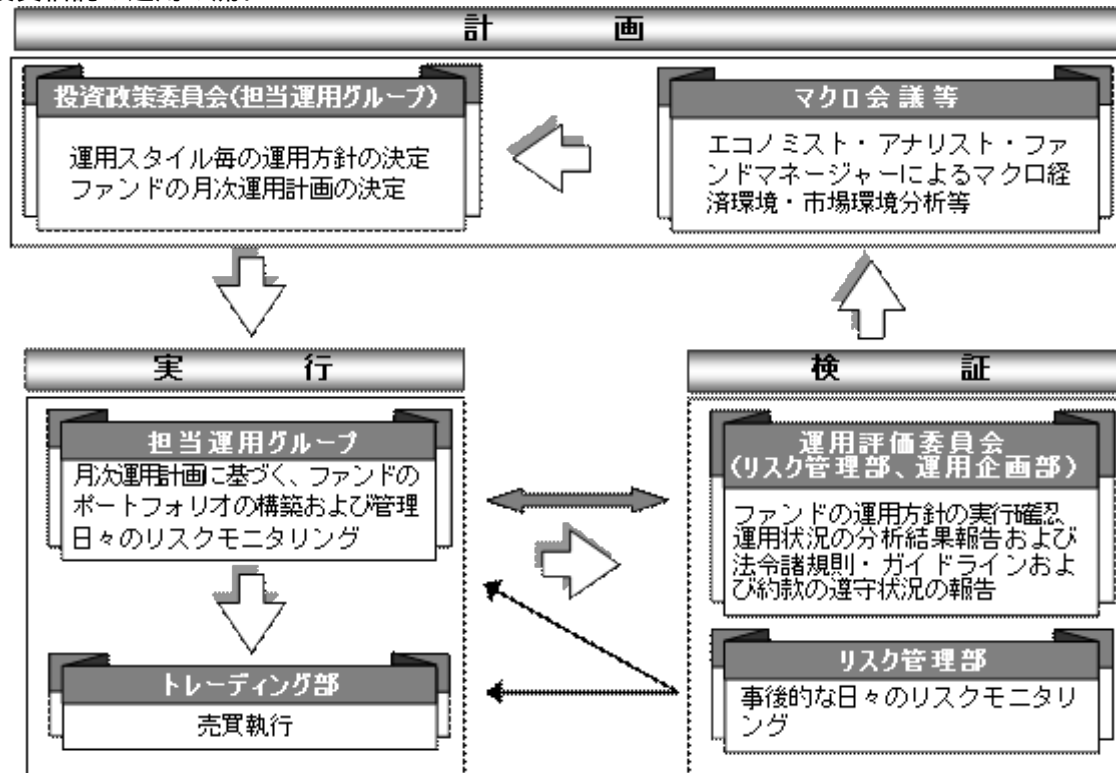 計 画
投資政策委員会(担当運用グループ)
運用スタイル毎の運用方針の決定
ファンドの月次運用計画の決定
マクロ会議等
エコノミスト・アナリスト・ファ
ンドマネージャーによるマクロ経
済環境・市場環境分析等
実 行
担当運用グループ
月次運用計画に基づく、ファンドの
ポートフォリオの構築および管理
日々のリスクモニタリング
トレーディング部
売買執行
検 証
運用評価委員会
(リスク管理部、運用企画部)
ファンドの運用方針の実行確認
運用状況の分析結果報告および
法令諸規則・ガイドラインおよ
び約款の遵守状況の報告
リスク管理部
事後的な日々のリスクモニタリ
ング